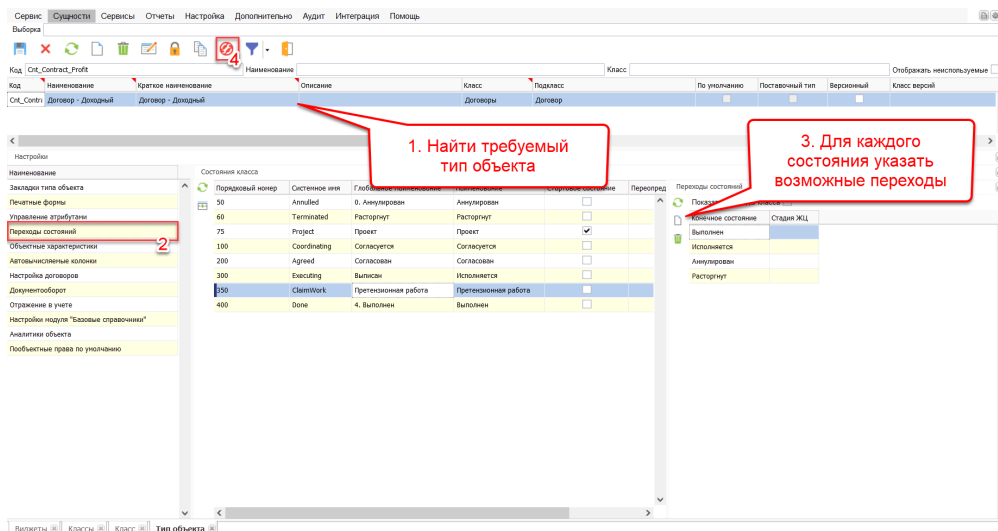 Сервис Сущности Сервисы Отчеты Настройка Дополнительно Аудит Интеграция Помощь
Выборка
4
Код Cnt_Contract_Profit Наименование Класс Отображать неиспользуемые
Код Наименование Краткое наименование Описание Класс Подкласс По умолчанию Поставочный тип Версионный Класс версий
Cnt_Contr Договор - Доходный Договор - Доходный Договоры Договор
1. Найти требуемый
тип объекта
3. Для каждого
состояния указать
возможные переходы
Настройки
Наименование
Закладки типа объекта
Печатные формы
Управление атрибутами
Переходы состояний
2
Объектные характеристики
Автовычисляемые колонки
Настройка договоров
Документооборот
Отражение в учете
Настройки модуля "Базовые справочники"
Аналитики объекта
Пообъектные права по умолчанию
Состояния класса
Порядковый номер Системное имя Глобальное наименование Наименование Стартовое состояние Переопред
50 Annulled 0. Аннулирован Аннулирован
60 Terminated Расторгнут Расторгнут
75 Project Проект Проект
100 Coordinating Согласуется Согласуется
200 Agreed Согласован Согласован
300 Executing Выписан Исполняется
350 ClaimWork Претензионная работа Претензионная работа
400 Done 4. Выполнен Выполнен
Переходы состояний
Конечное состояние Стадия ЖЦ
Выполнен
Исполняется
Аннулирован
Расторгнут
Виджеты Классы Класс Тип объекта